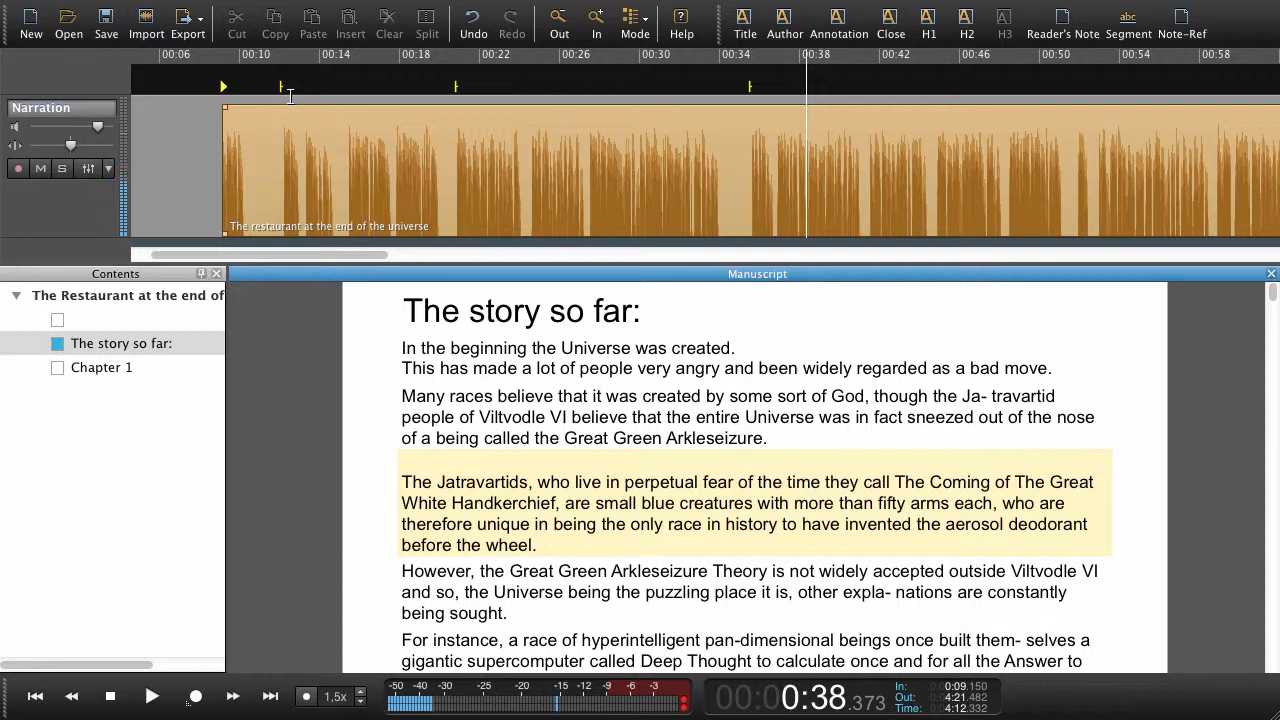 New Open Save Import Export Cut Copy Paste Insert Clear Split Undo Redo Out In Mode Help Title Author Annotation Close H1 H2 H3 Reader's Note Segment Note-Ref
00:06 00:10 00:14 00:18 00:22 00:26 00:30 00:34 00:38 00:42 00:46 00:50 00:54 00:58
Narration
M S
The restaurant at the end of the universe
Contents
Manuscript
The Restaurant at the end of
The story so far:
Chapter 1
The story so far:
In the beginning the Universe was created.
This has made a lot of people very angry and been widely regarded as a bad move.
Many races believe that it was created by some sort of God, though the Ja- travartid
people of Viltvodle VI believe that the entire Universe was in fact sneezed out of the nose
of a being called the Great Green Arkleseizure.
The Jatravartids, who live in perpetual fear of the time they call The Coming of The Great
White Handkerchief, are small blue creatures with more than fifty arms each, who are
therefore unique in being the only race in history to have invented the aerosol deodorant
before the wheel.
However, the Great Green Arkleseizure Theory is not widely accepted outside Viltvodle VI
and so, the Universe being the puzzling place it is, other expla- nations are constantly
being sought.
For instance, a race of hyperintelligent pan-dimensional beings once built them- selves a
gigantic supercomputer called Deep Thought to calculate once and for all the Answer to
1,5x
-50 -40 -30 -25 -20 -15 -12 -9 -6 -3
00:00:38.373
In: 0:0:09.150
Out: 0:04:21.482
Time: 0:04:12.332